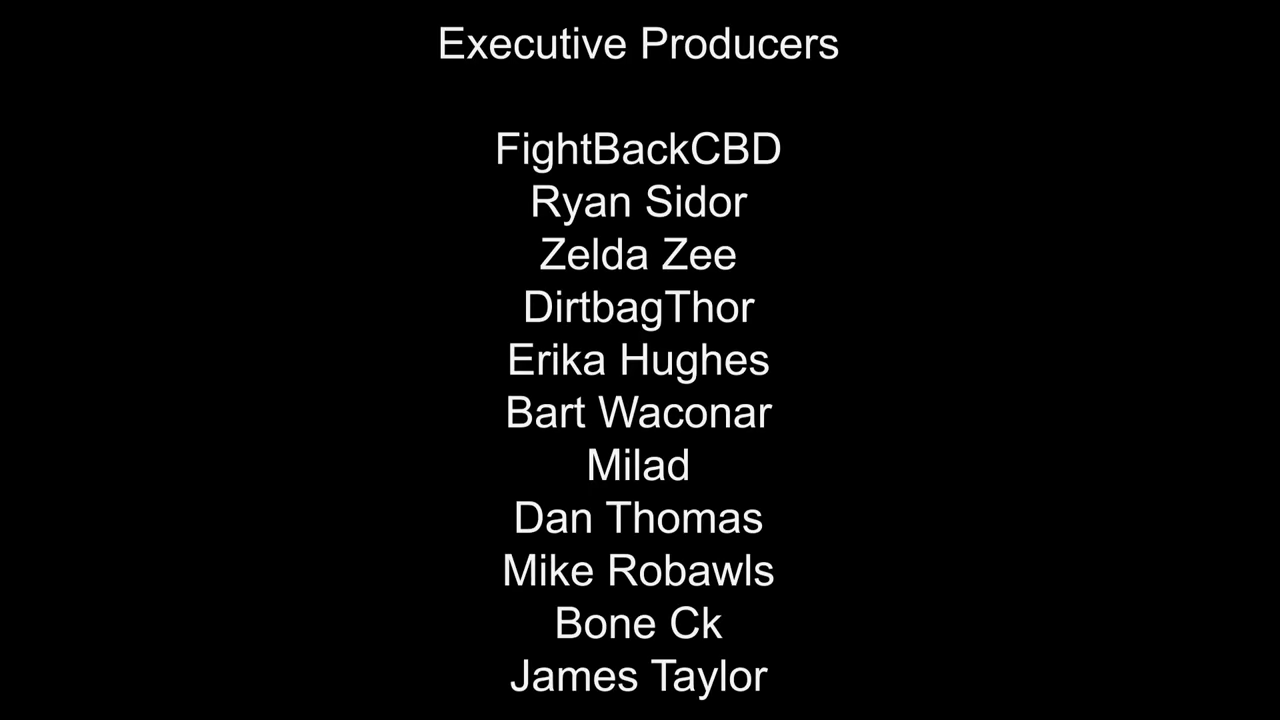 Executive Producers
FightBackCBD
Ryan Sidor
Zelda Zee
DirtbagThor
Erika Hughes
Bart Waconar
Milad
Dan Thomas
Mike Robawls
Bone Ck
James Taylor